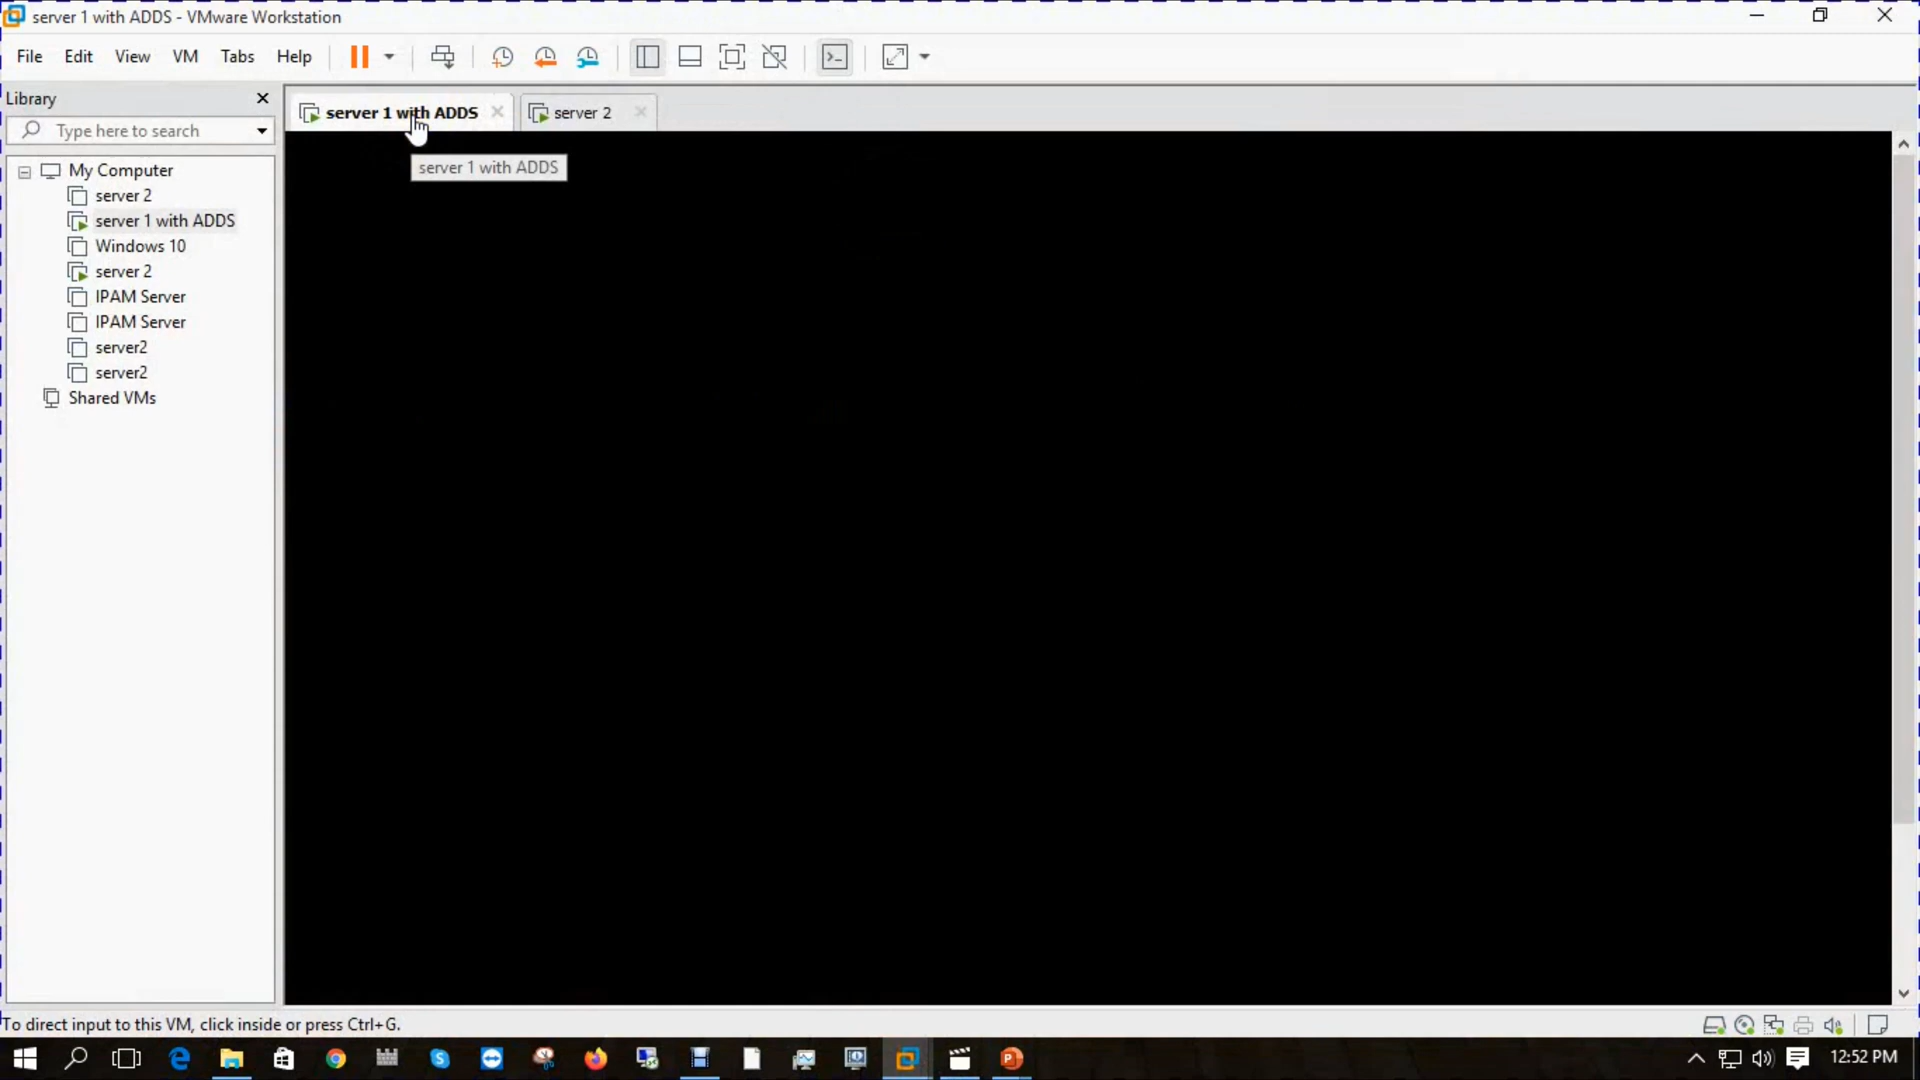 server 1 with ADDS - VMware Workstation
File Edit View VM Tabs Help
Library
Type here to search
My Computer
server 2
server 1 with ADDS
Windows 10
server 2
IPAM Server
IPAM Server
server2
server2
Shared VMs
server 1 with ADDS
server 2
server 1 with ADDS
To direct input to this VM, click inside or press Ctrl+G.
12:52 PM